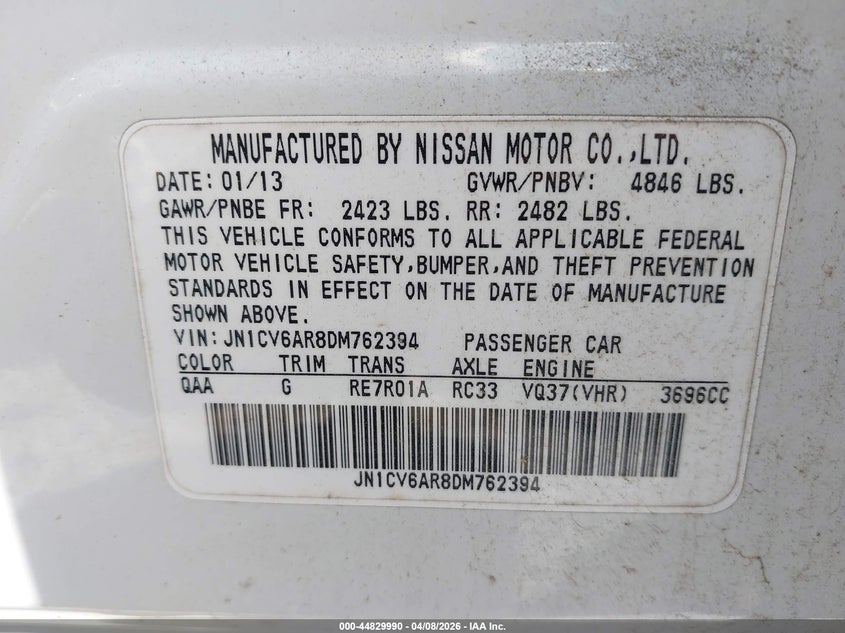 MANUFACTURED BY NISSAN MOTOR CO.,LTD.
DATE: 01/13 GVWR/PNBV: 4846 LBS.
GAWR/PNBE FR: 2423 LBS. RR: 2482 LBS.
THIS VEHICLE CONFORMS TO ALL APPLICABLE FEDERAL
MOTOR VEHICLE SAFETY,BUMPER,AND THEFT PREVENTION
STANDARDS IN EFFECT ON THE DATE OF MANUFACTURE
SHOWN ABOVE.
VIN: JN1CV6AR8DM762394 PASSENGER CAR
COLOR TRIM TRANS AXLE ENGINE
QAA G RE7R01A RC33 VQ37(VHR) 3696CC
JN1CV6AR8DM762394
000-44829990 - 04/08/2026 - IAA Inc.